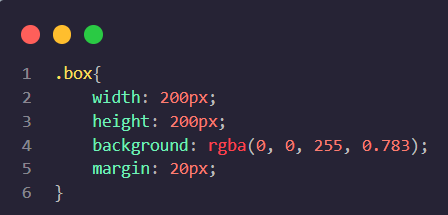 1 .box{
2     width: 200px;
3     height: 200px;
4     background: rgba(0, 0, 255, 0.783);
5     margin: 20px;
6 }